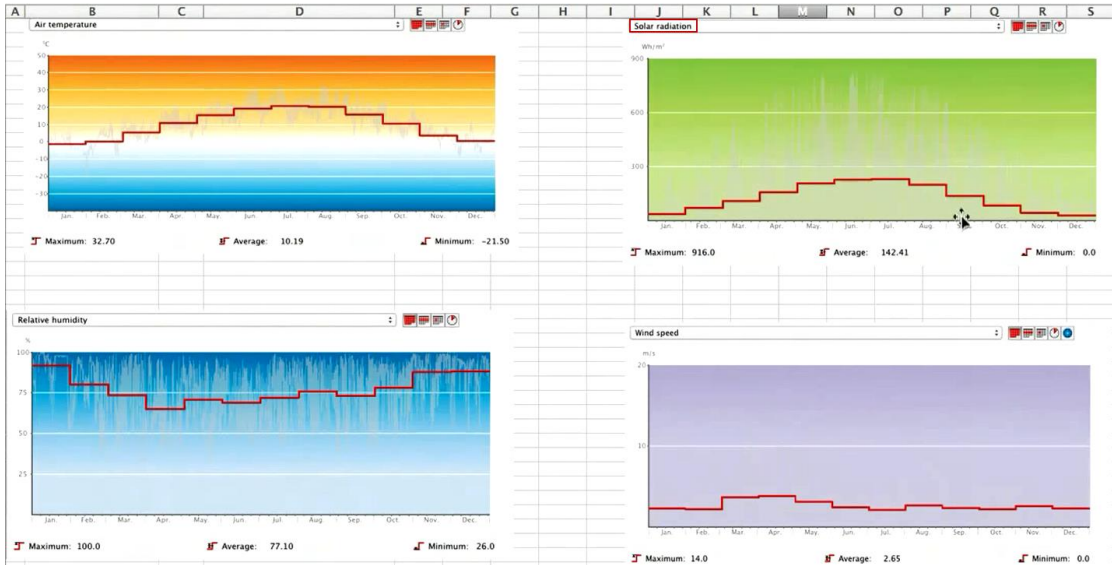 A B C D E F G H I J K L M N O P Q R S
Air temperature
°C
50
40
30
20
10
0
-10
-20
-30
Jan. Feb. Mar. Apr. May. Jun. Jul. Aug. Sep. Oct. Nov. Dec.
Maximum: 32.70 Average: 10.19 Minimum: -21.50
Solar radiation
Wh/m²
900
600
300
Jan. Feb. Mar. Apr. May. Jun. Jul. Aug. Oct. Nov. Dec.
Maximum: 916.0 Average: 142.41 Minimum: 0.0
Relative humidity
%
100
75
50
25
Jan. Feb. Mar. Apr. May Jun. Jul. Aug. Sep. Oct. Nov. Dec.
Maximum: 100.0 Average: 77.10 Minimum: 26.0
Wind speed
m/s
20
10
Jan. Feb. Mar. Apr. May. Jun. Jul. Aug. Sep. Oct. Nov. Dec.
Maximum: 14.0 Average: 2.65 Minimum: 0.0